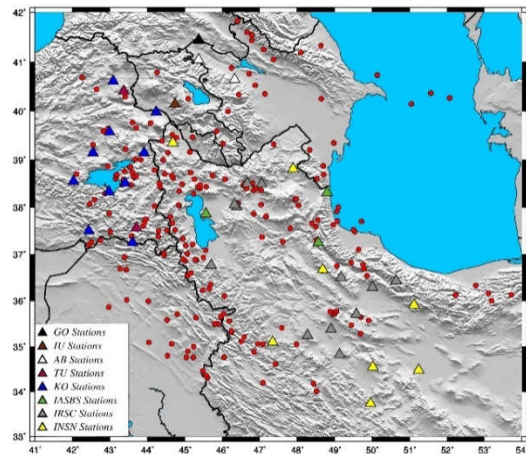 42°
41°
40°
39°
38°
37°
36°
35°
34°
33°
GO Stations
IU Stations
AB Stations
TU Stations
KO Stations
IASBS Stations
IRSC Stations
INSN Stations
41° 42° 43° 44° 45° 46° 47° 48° 49° 50° 51° 52° 53° 54°